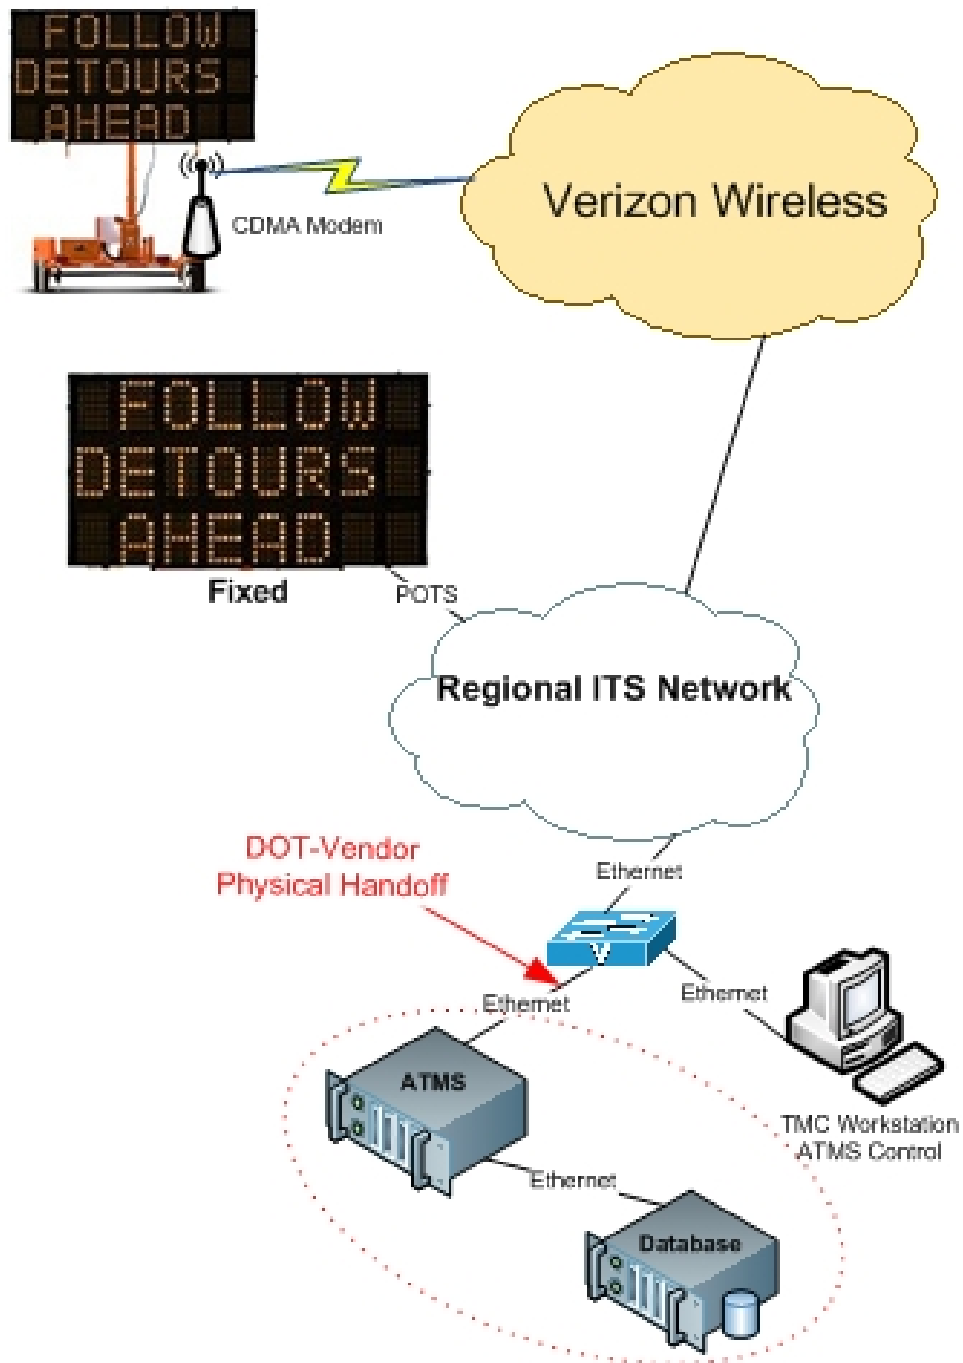 FOLLOW
DETOURS
AHEAD
CDMA Modem
Verizon Wireless
FOLLOW
DETOURS
AHEAD
Fixed
POTS
Regional ITS Network
DOT-Vendor
Physical Handoff
Ethernet
Ethernet
Ethernet
ATMS
TMC Workstation
ATMS Control
Ethernet
Database